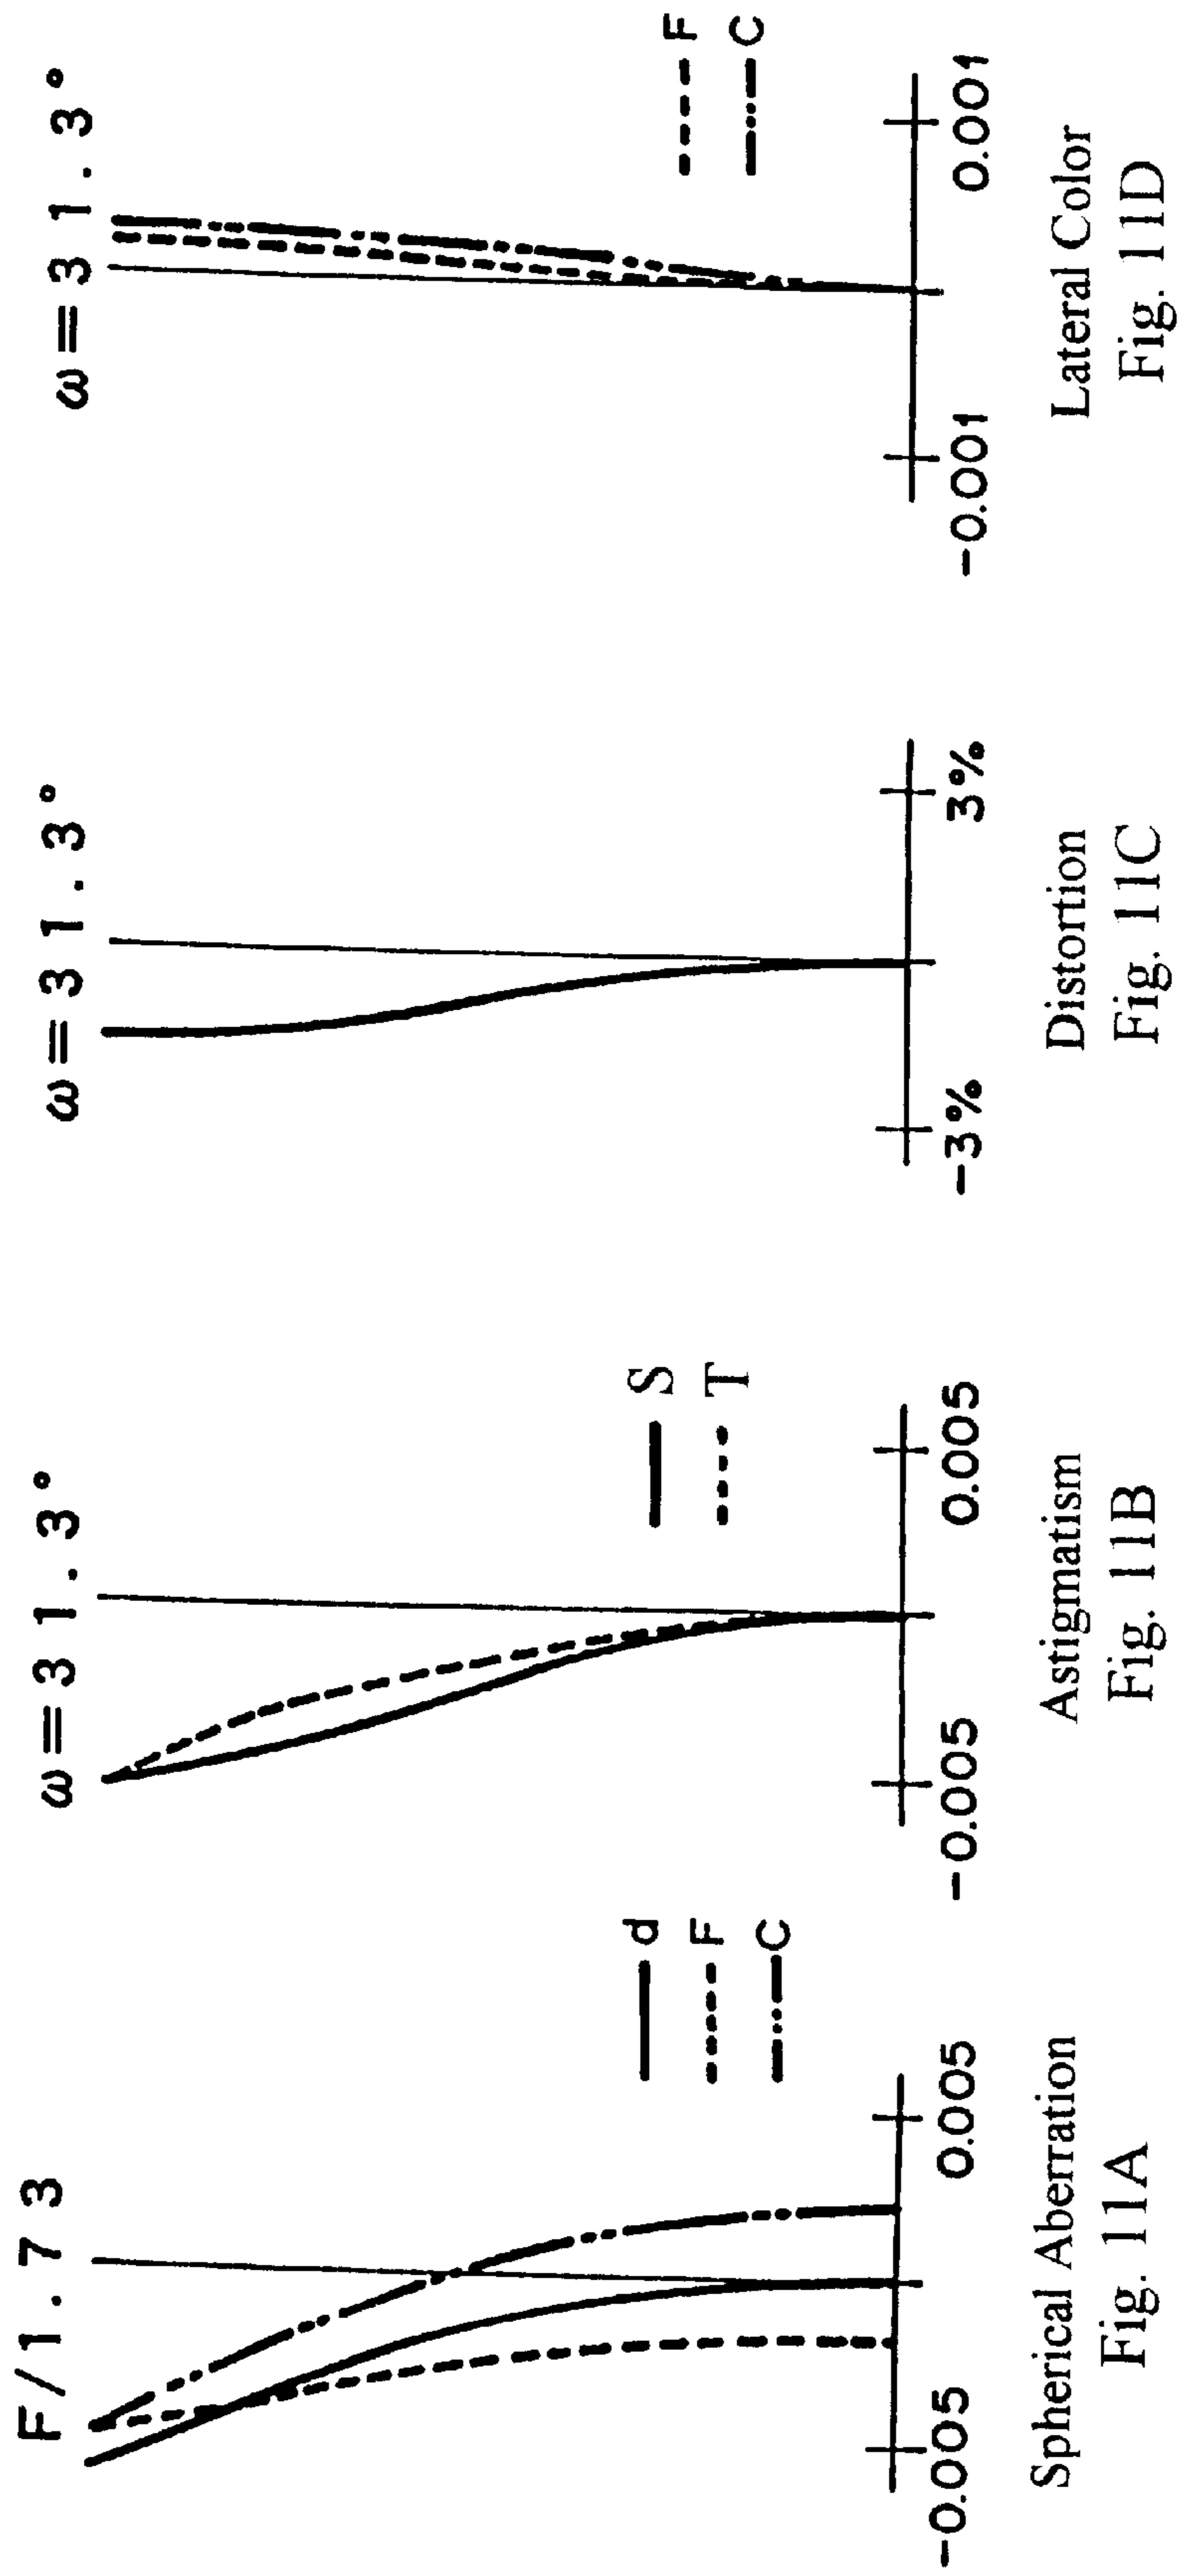 F/1.73
d
F
C
-0.005
0.005
Spherical Aberration
Fig. 11A
ω=31.3°
S
T
-0.005
0.005
Astigmatism
Fig. 11B
ω=31.3°
-3%
3%
Distortion
Fig. 11C
ω=31.3°
F
C
-0.001
0.001
Lateral Color
Fig. 11D